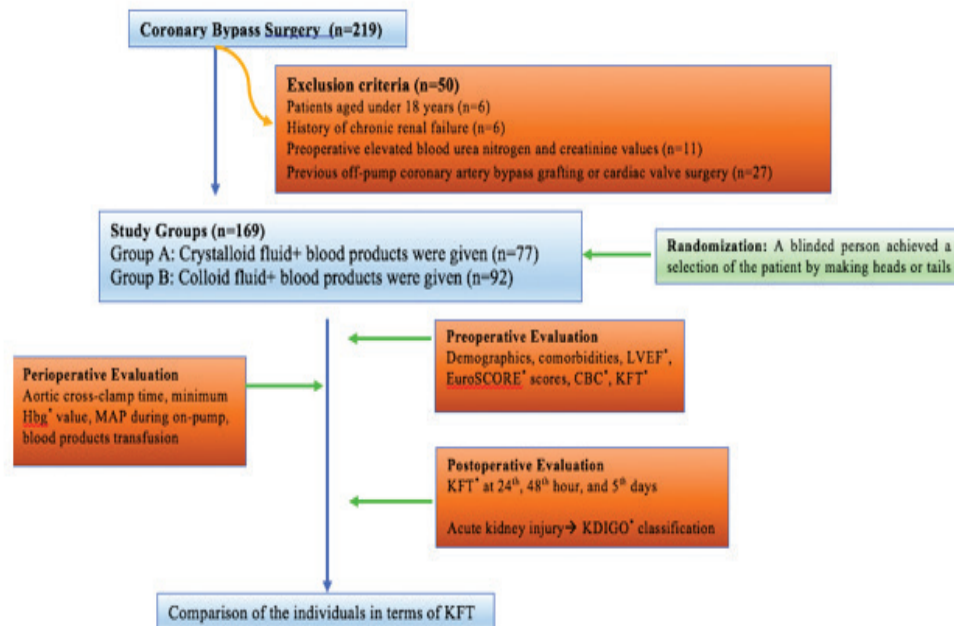 Coronary Bypass Surgery (n=219)
Exclusion criteria (n=50)
Patients aged under 18 years (n=6)
History of chronic renal failure (n=6)
Preoperative elevated blood urea nitrogen and creatinine values (n=11)
Previous off-pump coronary artery bypass grafting or cardiac valve surgery (n=27)
Study Groups (n=169)
Group A: Crystalloid fluid+ blood products were given (n=77)
Group B: Colloid fluid+ blood products were given (n=92)
Randomization: A blinded person achieved a
selection of the patient by making heads or tails
Preoperative Evaluation
Demographics, comorbidities, LVEF*,
EuroSCORE* scores, CBC*, KFT*
Perioperative Evaluation
Aortic cross-clamp time, minimum
Hbg* value, MAP during on-pump,
blood products transfusion
Postoperative Evaluation
KFT* at 24th, 48th hour, and 5th days
Acute kidney injury→ KDIGO* classification
Comparison of the individuals in terms of KFT